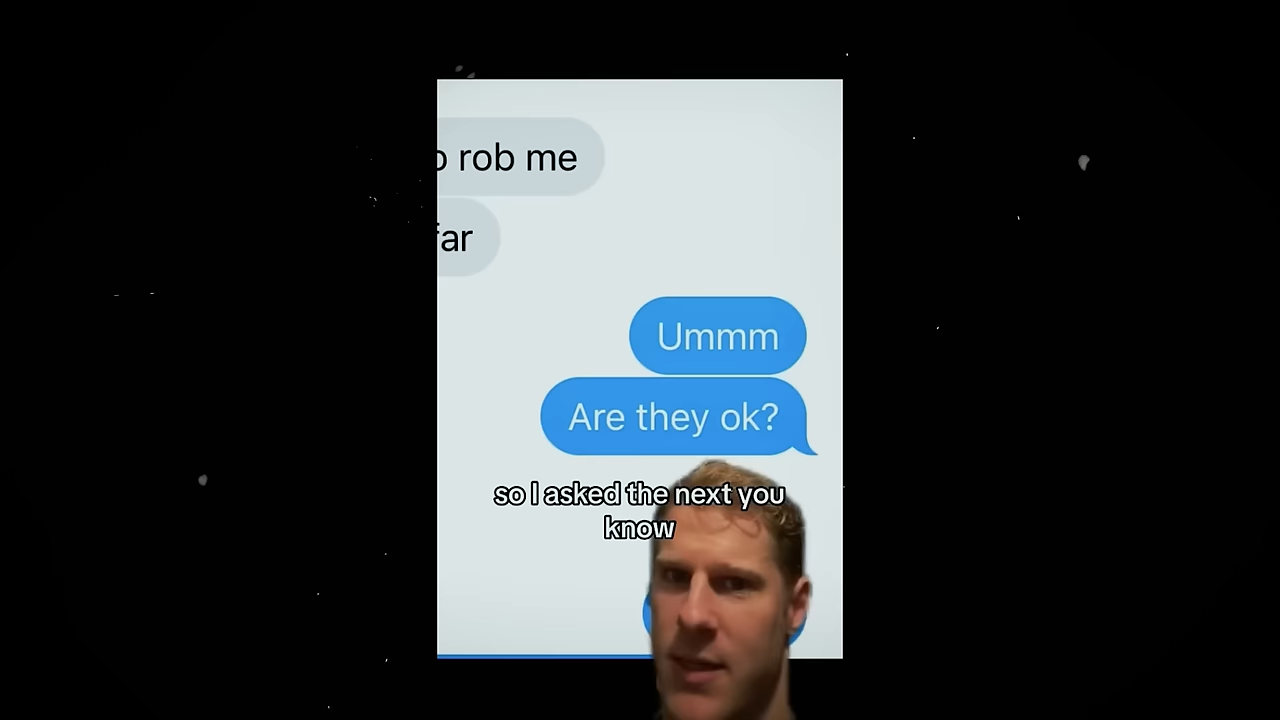 rob me
far
Ummm
Are they ok?
so I asked the next you
know